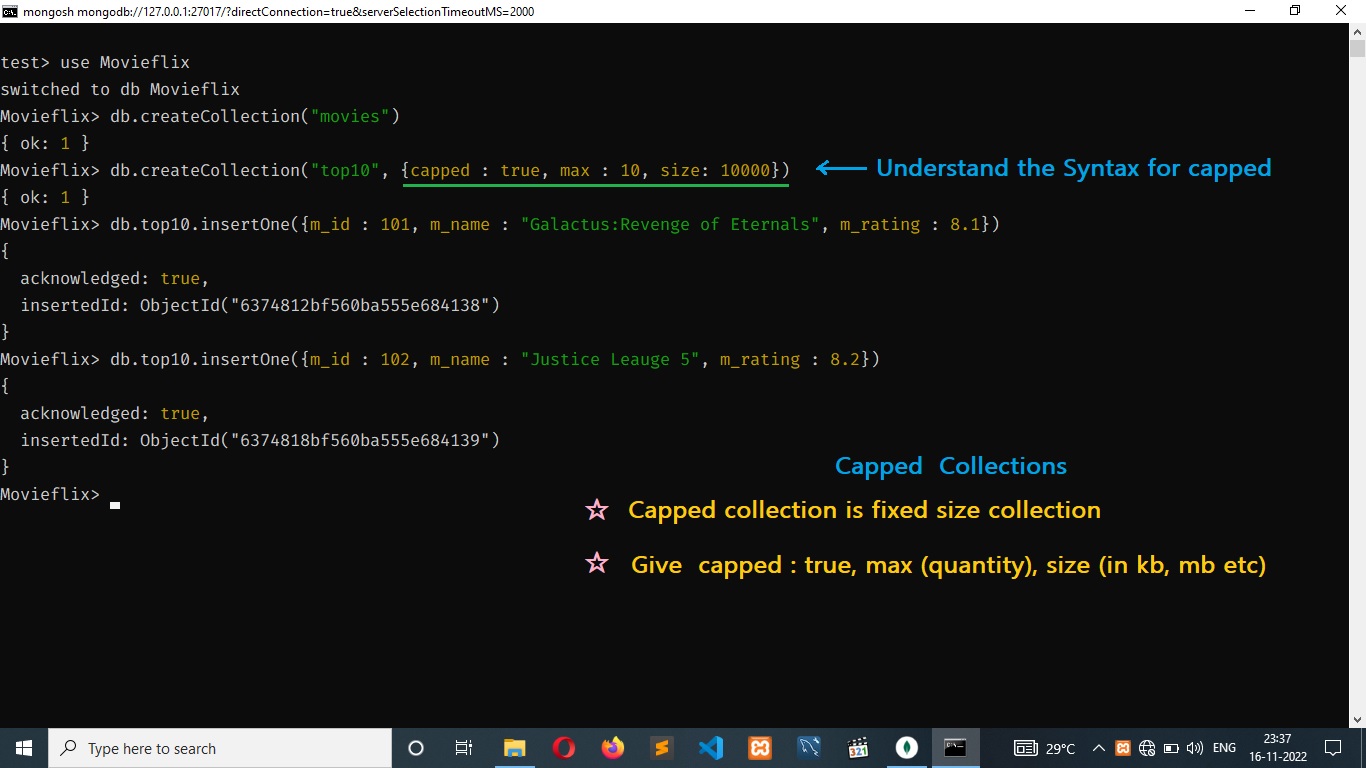 mongosh mongodb://127.0.0.1:27017/?directConnection=true&serverSelectionTimeoutMS=2000
test> use Movieflix
switched to db Movieflix
Movieflix> db.createCollection("movies")
{ ok: 1 }
Movieflix> db.createCollection("top10", {capped : true, max : 10, size: 10000})
Understand the Syntax for capped
{ ok: 1 }
Movieflix> db.top10.insertOne({m_id : 101, m_name : "Galactus:Revenge of Eternals", m_rating : 8.1})
{
  acknowledged: true,
  insertedId: ObjectId("6374812bf560ba555e684138")
}
Movieflix> db.top10.insertOne({m_id : 102, m_name : "Justice Leauge 5", m_rating : 8.2})
{
  acknowledged: true,
  insertedId: ObjectId("6374818bf560ba555e684139")
}
Movieflix>
Capped Collections
☆ Capped collection is fixed size collection
☆ Give capped : true, max (quantity), size (in kb, mb etc)
Type here to search
321
29°C
ENG
23:37
16-11-2022